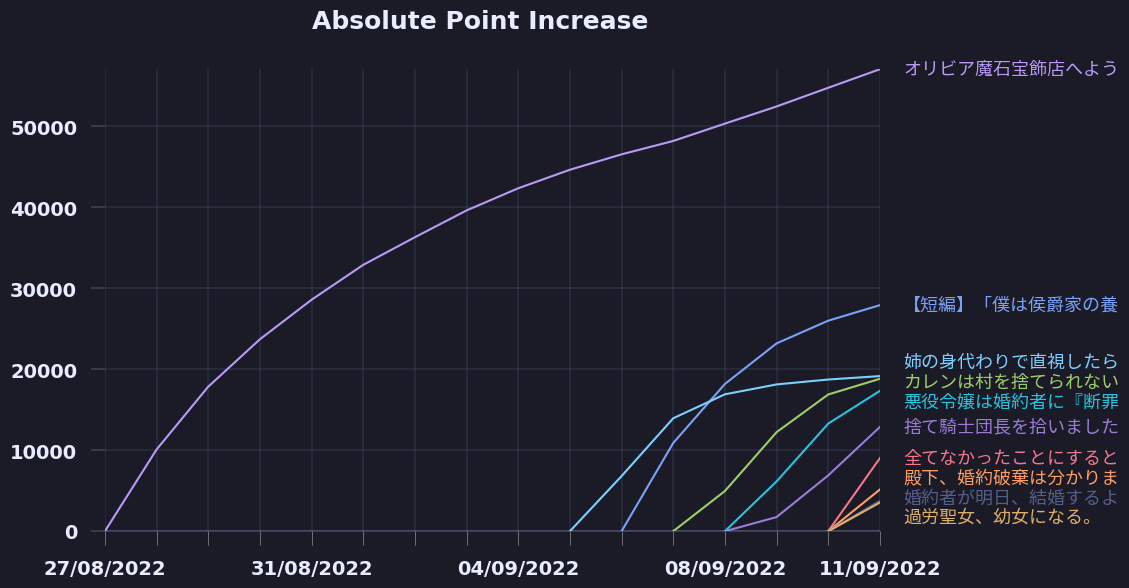 Absolute Point Increase
オリビア魔石宝飾店へよう
50000
40000
30000
【短編】「僕は侯爵家の養
姉の身代わりで直視したら
20000
カレンは村を捨てられない
悪役令嬢は婚約者に『断罪
捨て騎士団長を拾いました
10000
全てなかったことにすると
殿下、婚約破棄は分かりま
婚約者が明日、結婚するよ
過労聖女、幼女になる。
0
27/08/2022
31/08/2022
04/09/2022
08/09/2022
11/09/2022